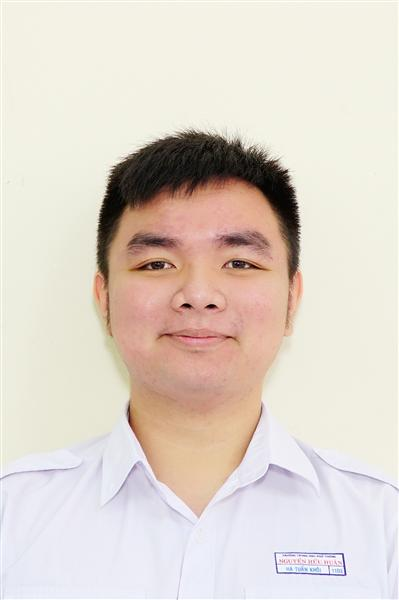 TRƯỜNG TRUNG HỌC PHỔ THÔNG
NGUYỄN HỮU HUÂN
HÀ TUẤN KHÔI